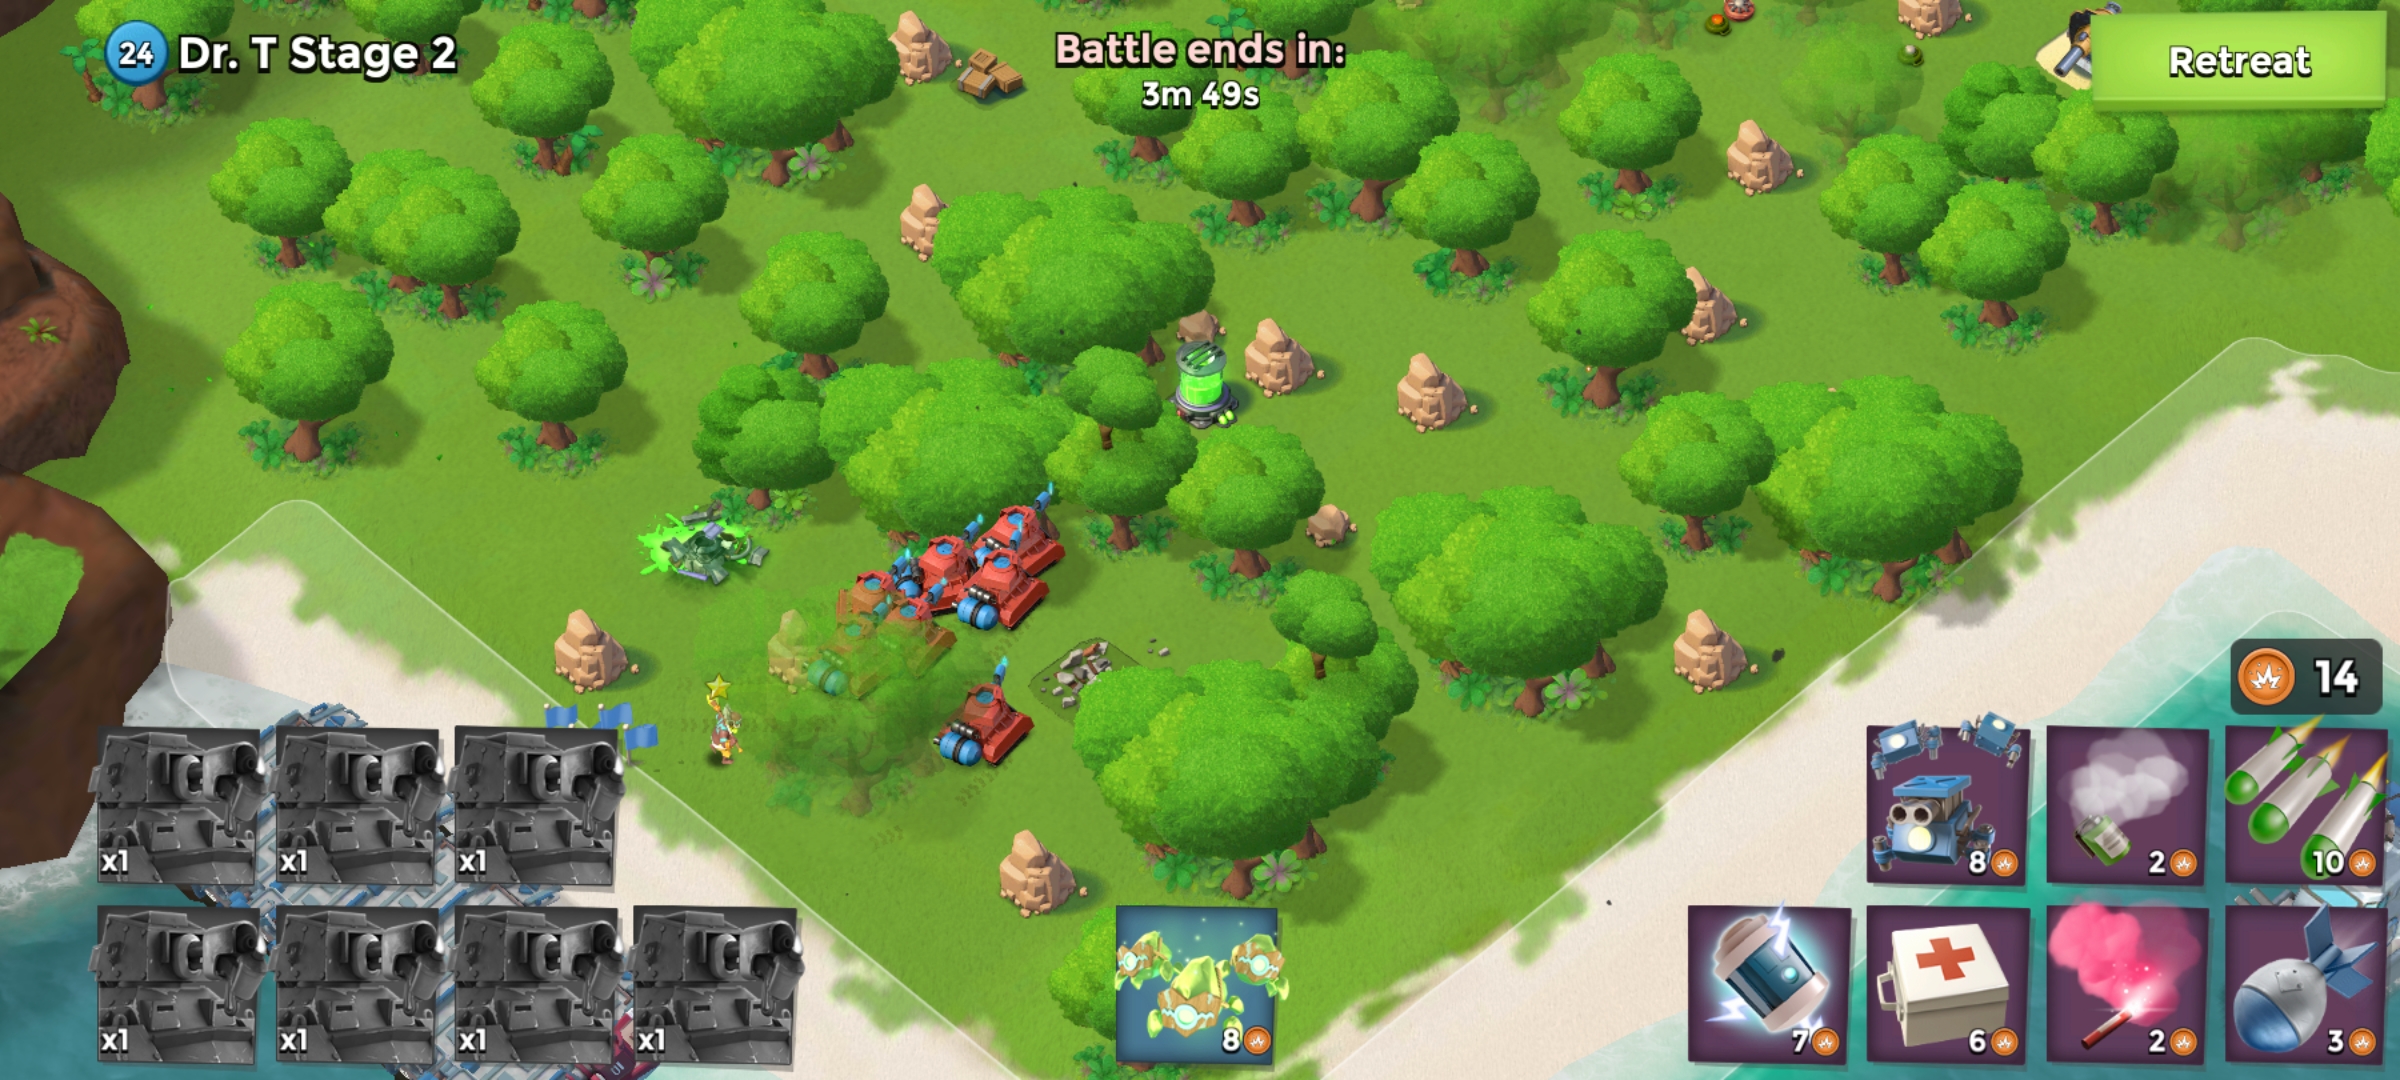 24 Dr. T Stage 2
Battle ends in:
3m 49s
Retreat
14
8
2
10
x1
x1
x1
x1
x1
x1
x1
8
7
6
2
3